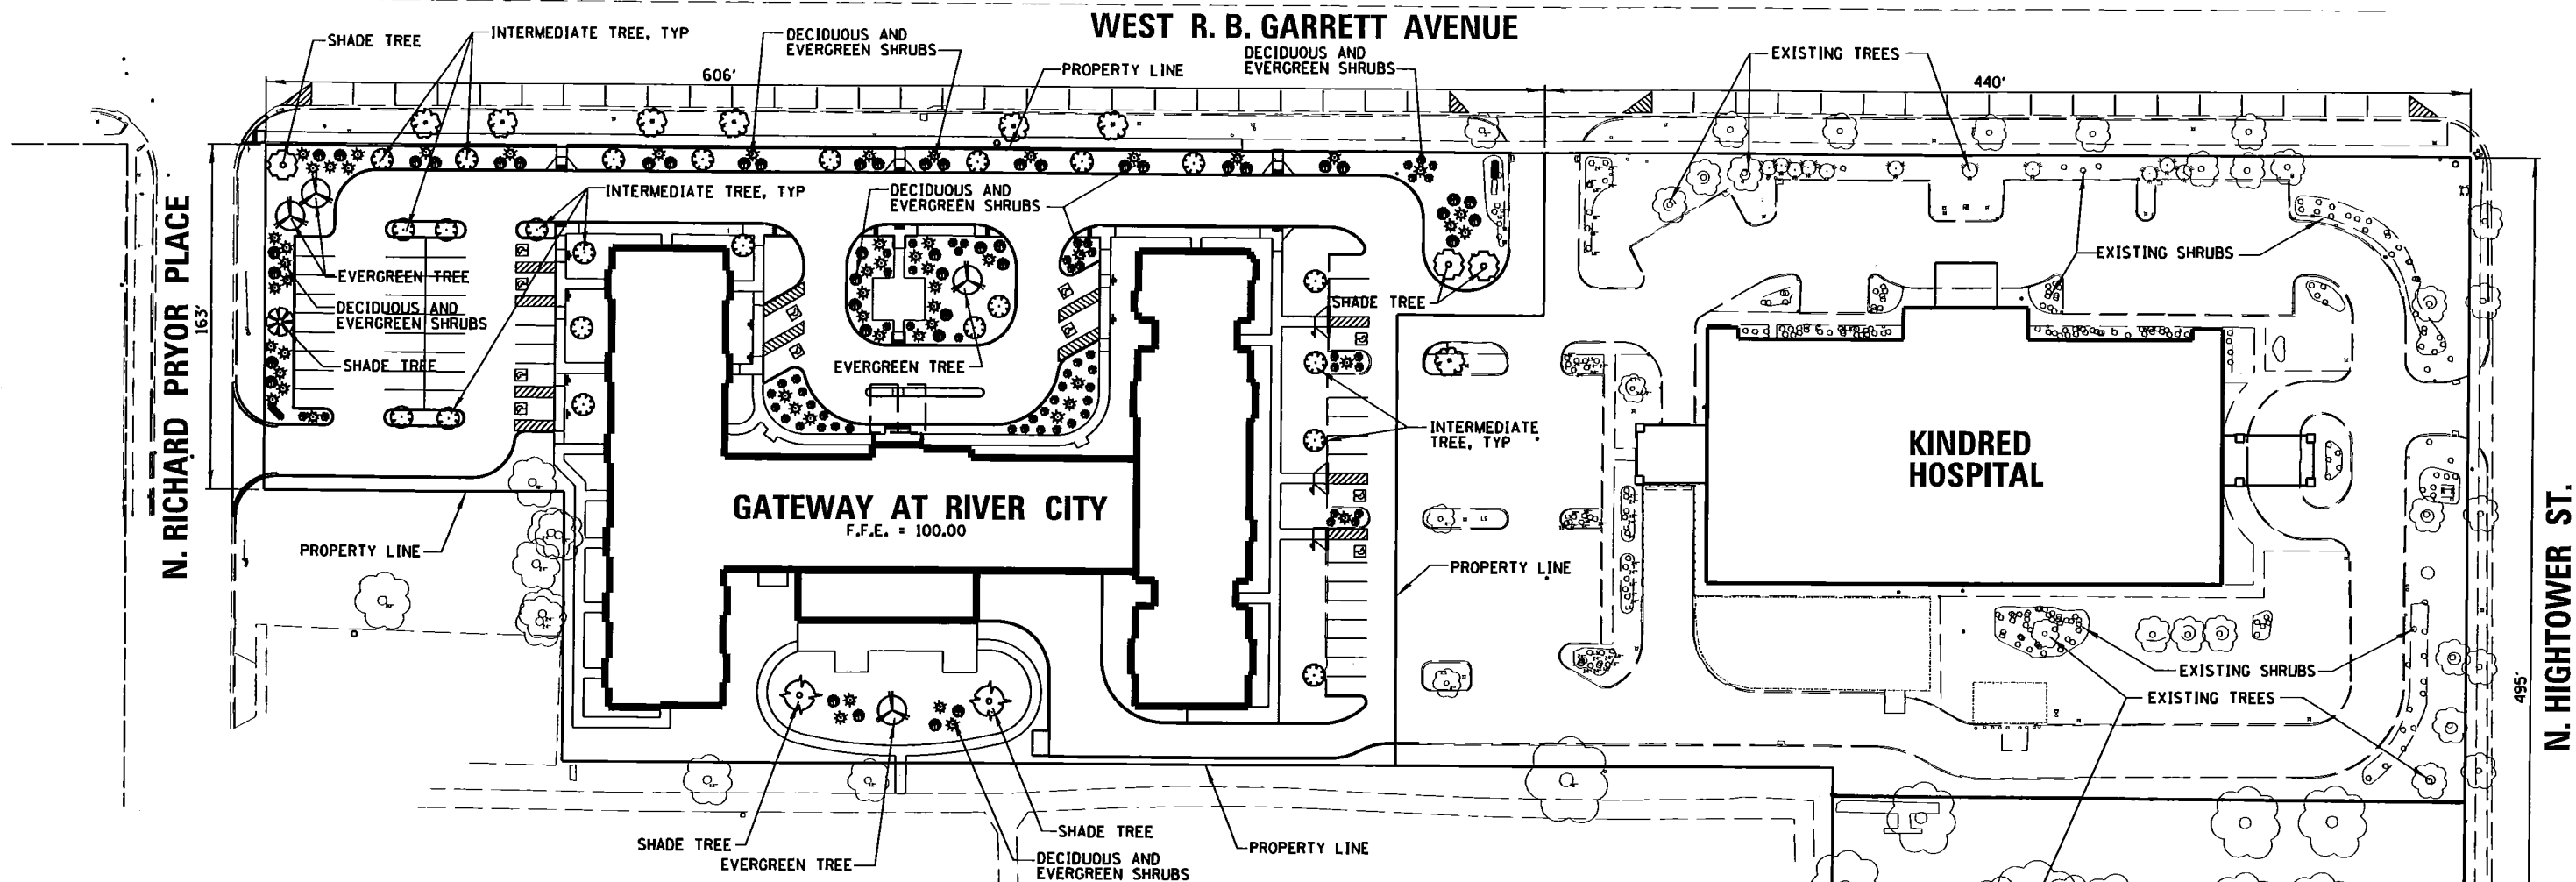 WEST R. B. GARRETT AVENUE
SHADE TREE
INTERMEDIATE TREE, TYP
DECIDUOUS AND
EVERGREEN SHRUBS
PROPERTY LINE
DECIDUOUS AND
EVERGREEN SHRUBS
EXISTING TREES
606'
440'
N. RICHARD PRYOR PLACE
163'
INTERMEDIATE TREE, TYP
DECIDUOUS AND
EVERGREEN SHRUBS
EVERGREEN TREE
DECIDUOUS AND
EVERGREEN SHRUBS
SHADE TREE
EVERGREEN TREE
SHADE TREE
EXISTING SHRUBS
INTERMEDIATE
TREE, TYP
KINDRED
HOSPITAL
GATEWAY AT RIVER CITY
F.F.E. = 100.00
PROPERTY LINE
PROPERTY LINE
EXISTING SHRUBS
EXISTING TREES
495'
N. HIGHTOWER ST.
SHADE TREE
EVERGREEN TREE
SHADE TREE
DECIDUOUS AND
EVERGREEN SHRUBS
PROPERTY LINE